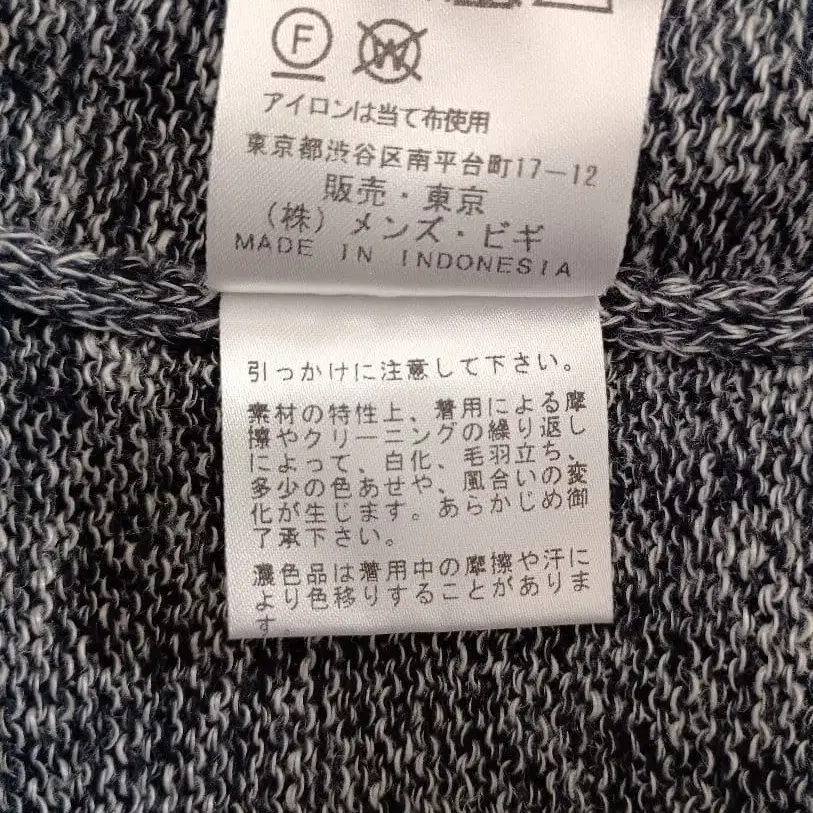 F
W
アイロンは当て布使用
東京都渋谷区南平台町17-12
販売・東京
(株) メンズ・ビギ
MADE IN INDONESIA
引っかけに注意して下さい。
素材の特性上、着用による摩
擦やクリーニングの繰り返し
によって、白化、毛羽立ち、
多少の色あせや、風合いの変
化が生じます。あらかじめ御
了承下さい。
濃色品は着用中の摩擦や汗に
より色移りすることがありま
す